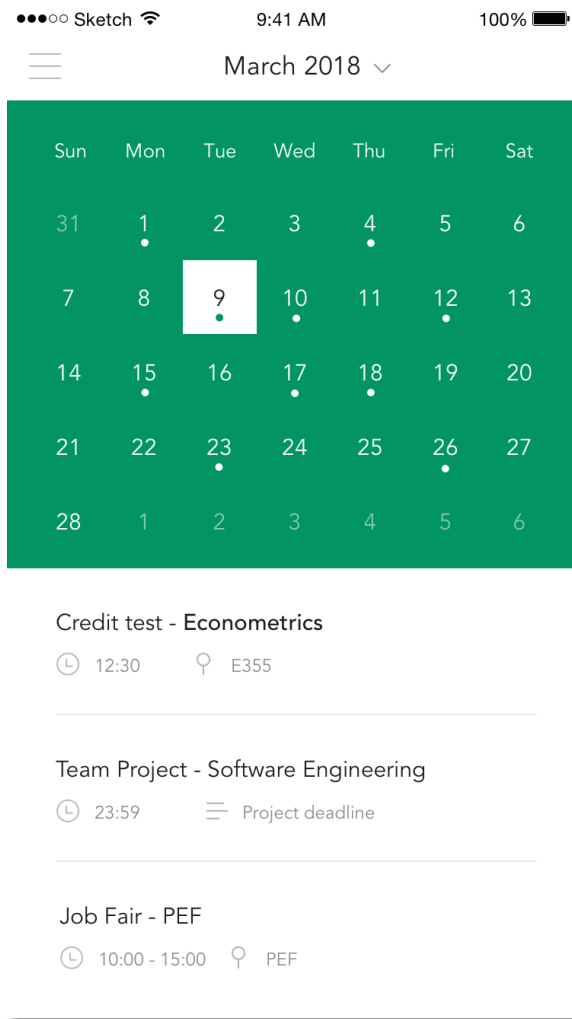 Sketch 9:41 AM 100%
March 2018
Sun Mon Tue Wed Thu Fri Sat
31 1 2 3 4 5 6
7 8 9 10 11 12 13
14 15 16 17 18 19 20
21 22 23 24 25 26 27
28 1 2 3 4 5 6
Credit test - Econometrics
12:30 E355
Team Project - Software Engineering
23:59 Project deadline
Job Fair - PEF
10:00 - 15:00 PEF